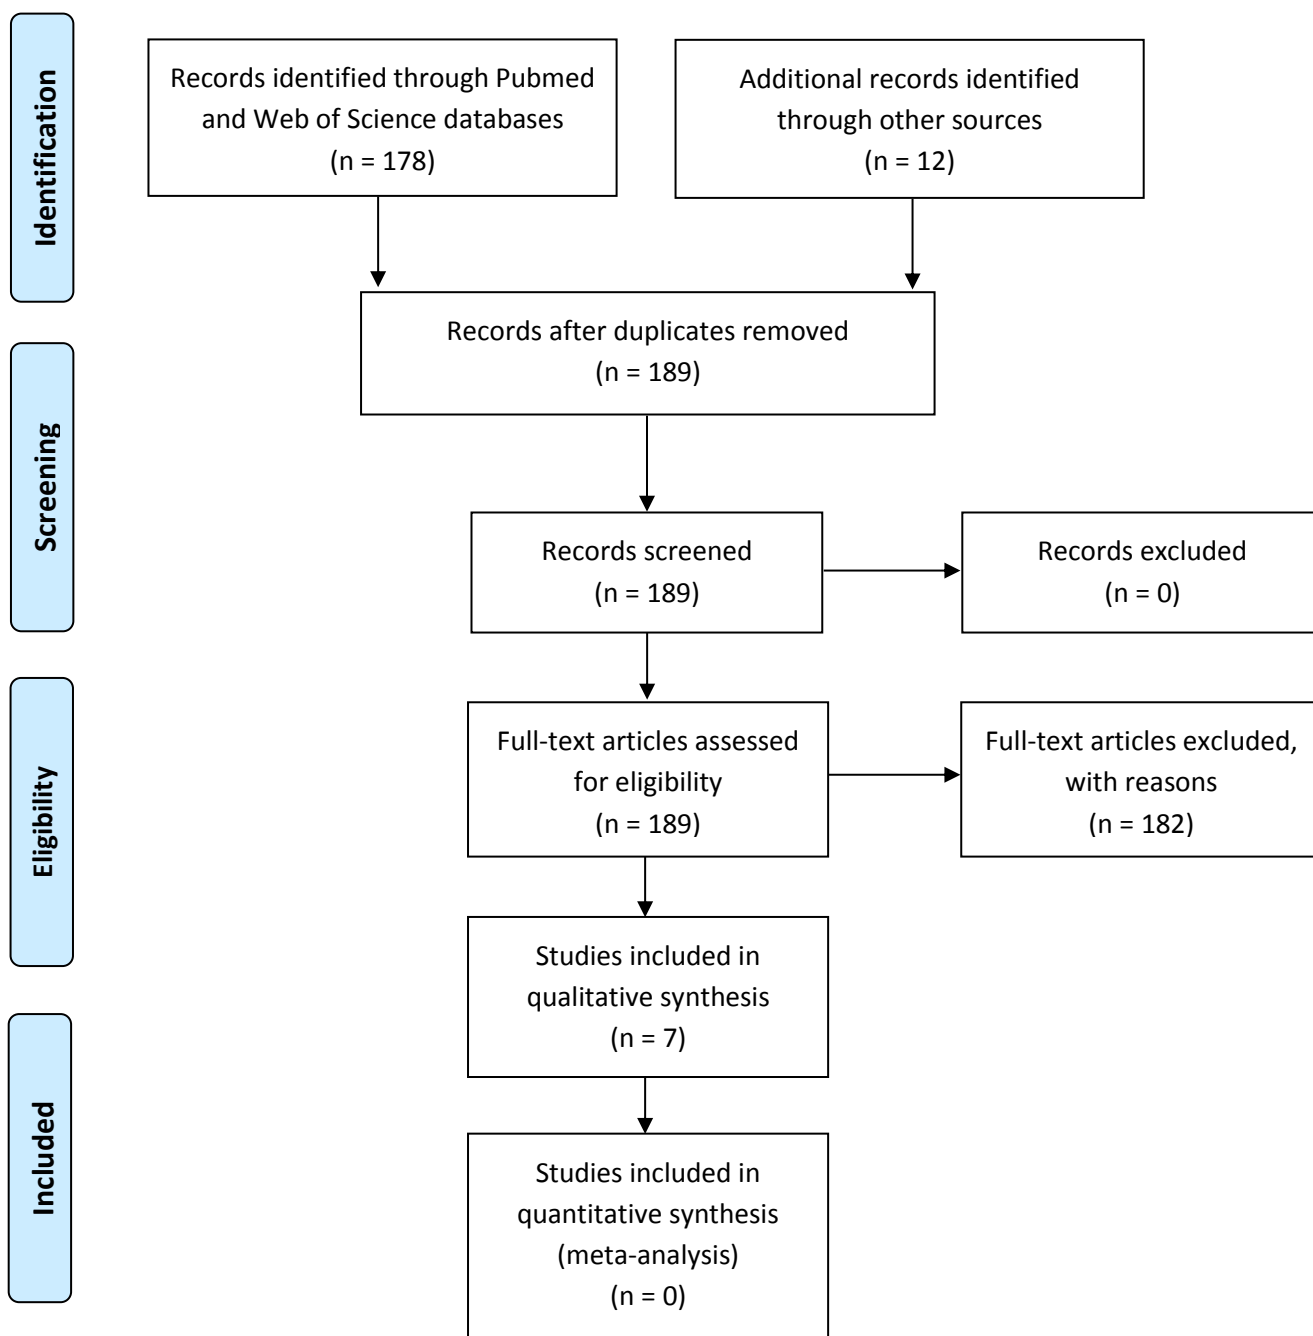 Identification
Records identified through Pubmed
and Web of Science databases
(n = 178)
Additional records identified
through other sources
(n = 12)
Records after duplicates removed
(n = 189)
Screening
Records screened
(n = 189)
Records excluded
(n = 0)
Eligibility
Full-text articles assessed
for eligibility
(n = 189)
Full-text articles excluded,
with reasons
(n = 182)
Studies included in
qualitative synthesis
(n = 7)
Included
Studies included in
quantitative synthesis
(meta-analysis)
(n = 0)